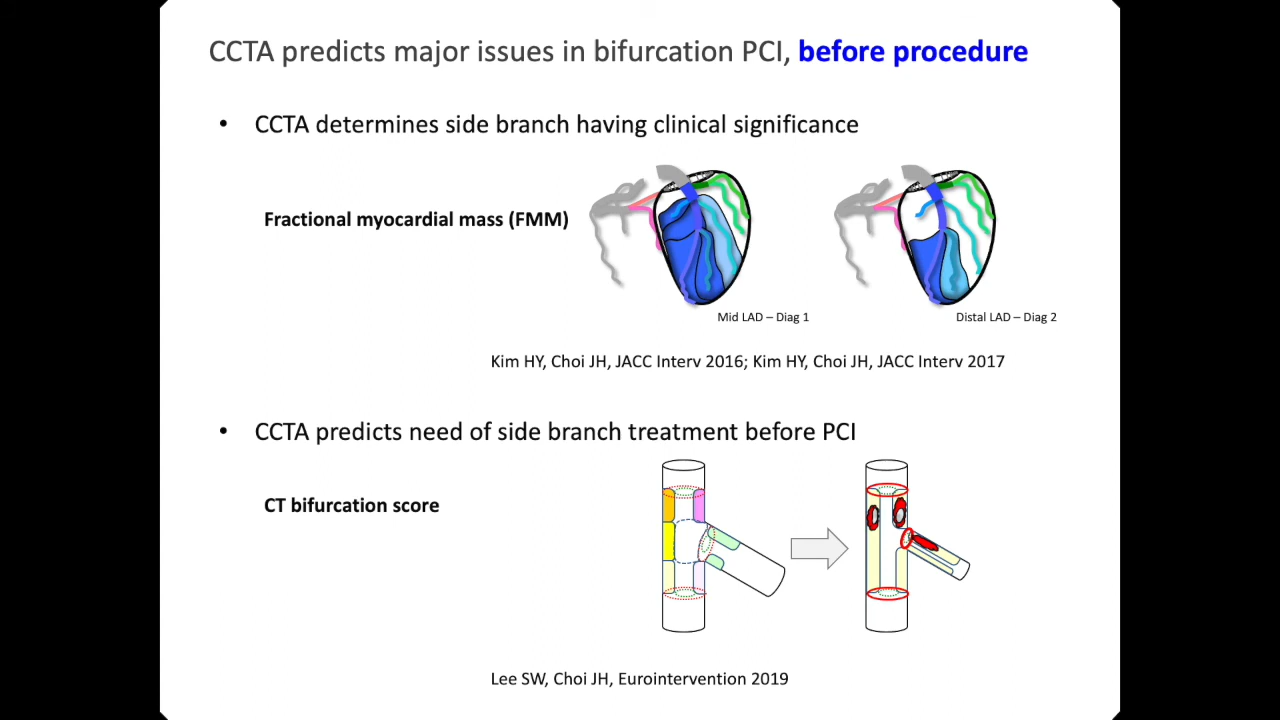 CCTA predicts major issues in bifurcation PCI, before procedure
• CCTA determines side branch having clinical significance
Fractional myocardial mass (FMM)
Mid LAD – Diag 1
Distal LAD – Diag 2
Kim HY, Choi JH, JACC Interv 2016; Kim HY, Choi JH, JACC Interv 2017
• CCTA predicts need of side branch treatment before PCI
CT bifurcation score
Lee SW, Choi JH, Eurointervention 2019